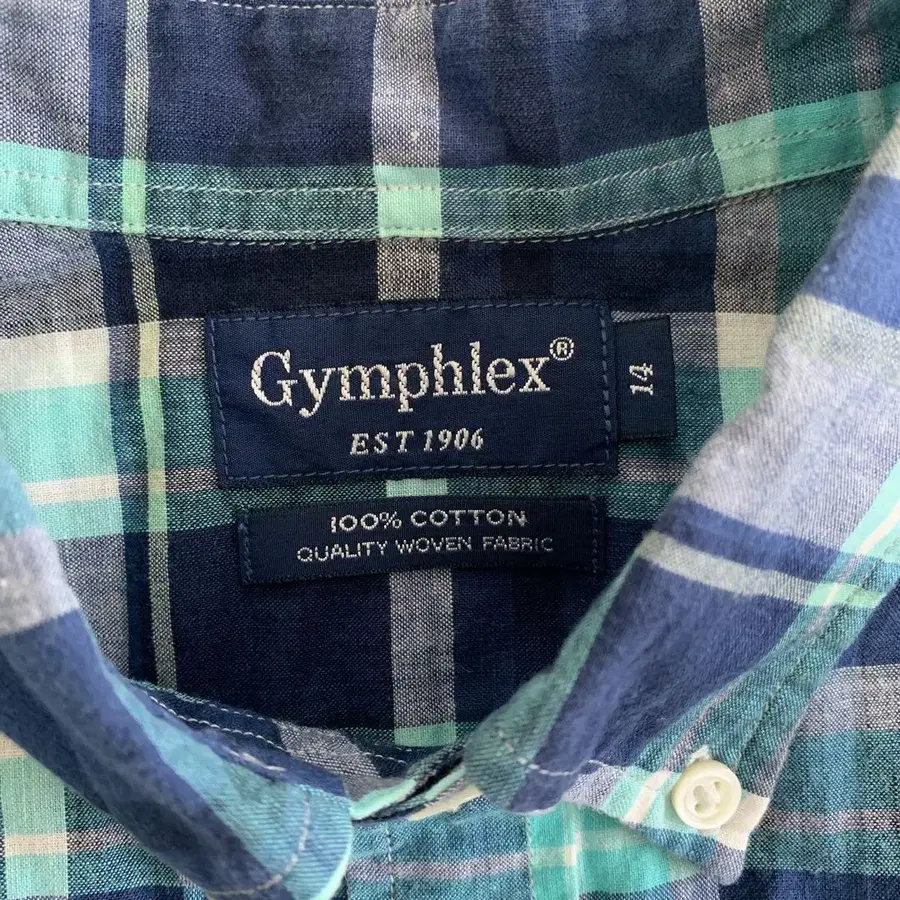 Gymphlex®
EST 1906
14
100% COTTON
QUALITY WOVEN FABRIC